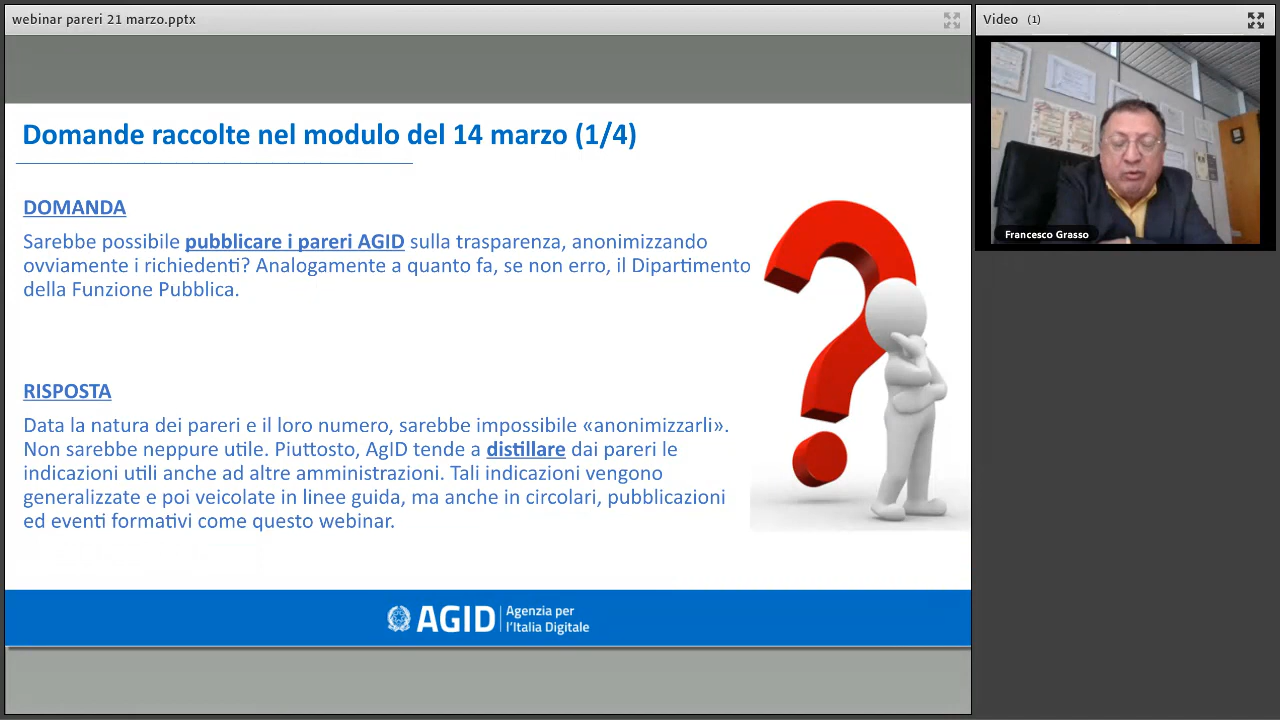 webinar pareri 21 marzo.pptx
Video (1)
Domande raccolte nel modulo del 14 marzo (1/4)
DOMANDA
Sarebbe possibile pubblicare i pareri AGID sulla trasparenza, anonimizzando
ovviamente i richiedenti? Analogamente a quanto fa, se non erro, il Dipartimento
della Funzione Pubblica.
RISPOSTA
Data la natura dei pareri e il loro numero, sarebbe impossibile «anonimizzarli».
Non sarebbe neppure utile. Piuttosto, AgID tende a distillare dai pareri le
indicazioni utili anche ad altre amministrazioni. Tali indicazioni vengono
generalizzate e poi veicolate in linee guida, ma anche in circolari, pubblicazioni
ed eventi formativi come questo webinar.
AGID
Agenzia per
l'Italia Digitale
Francesco Grasso